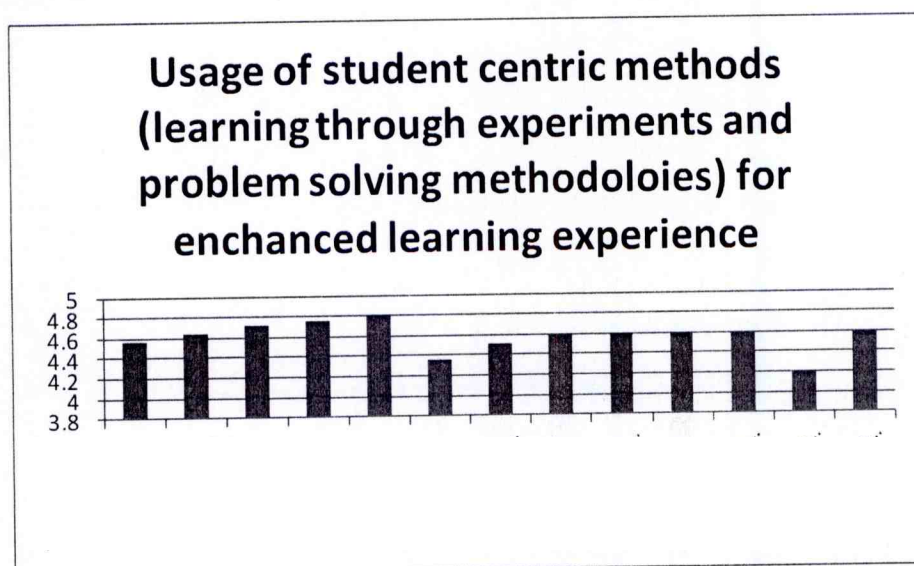 Usage of student centric methods
(learning through experiments and
problem solving methodoloies) for
enchanced learning experience
5
4.8
4.6
4.4
4.2
4
3.8